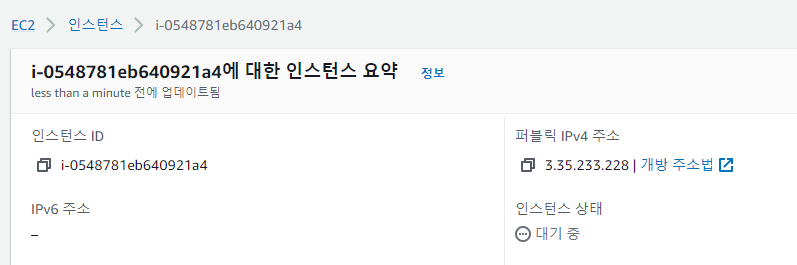 EC2 > 인스턴스 > i-0548781eb640921a4
i-0548781eb640921a4에 대한 인스턴스 요약 정보
less than a minute 전에 업데이트됨
인스턴스 ID
i-0548781eb640921a4
퍼블릭 IPv4 주소
3.35.233.228 | 개방 주소법
IPv6 주소
–
인스턴스 상태
대기 중